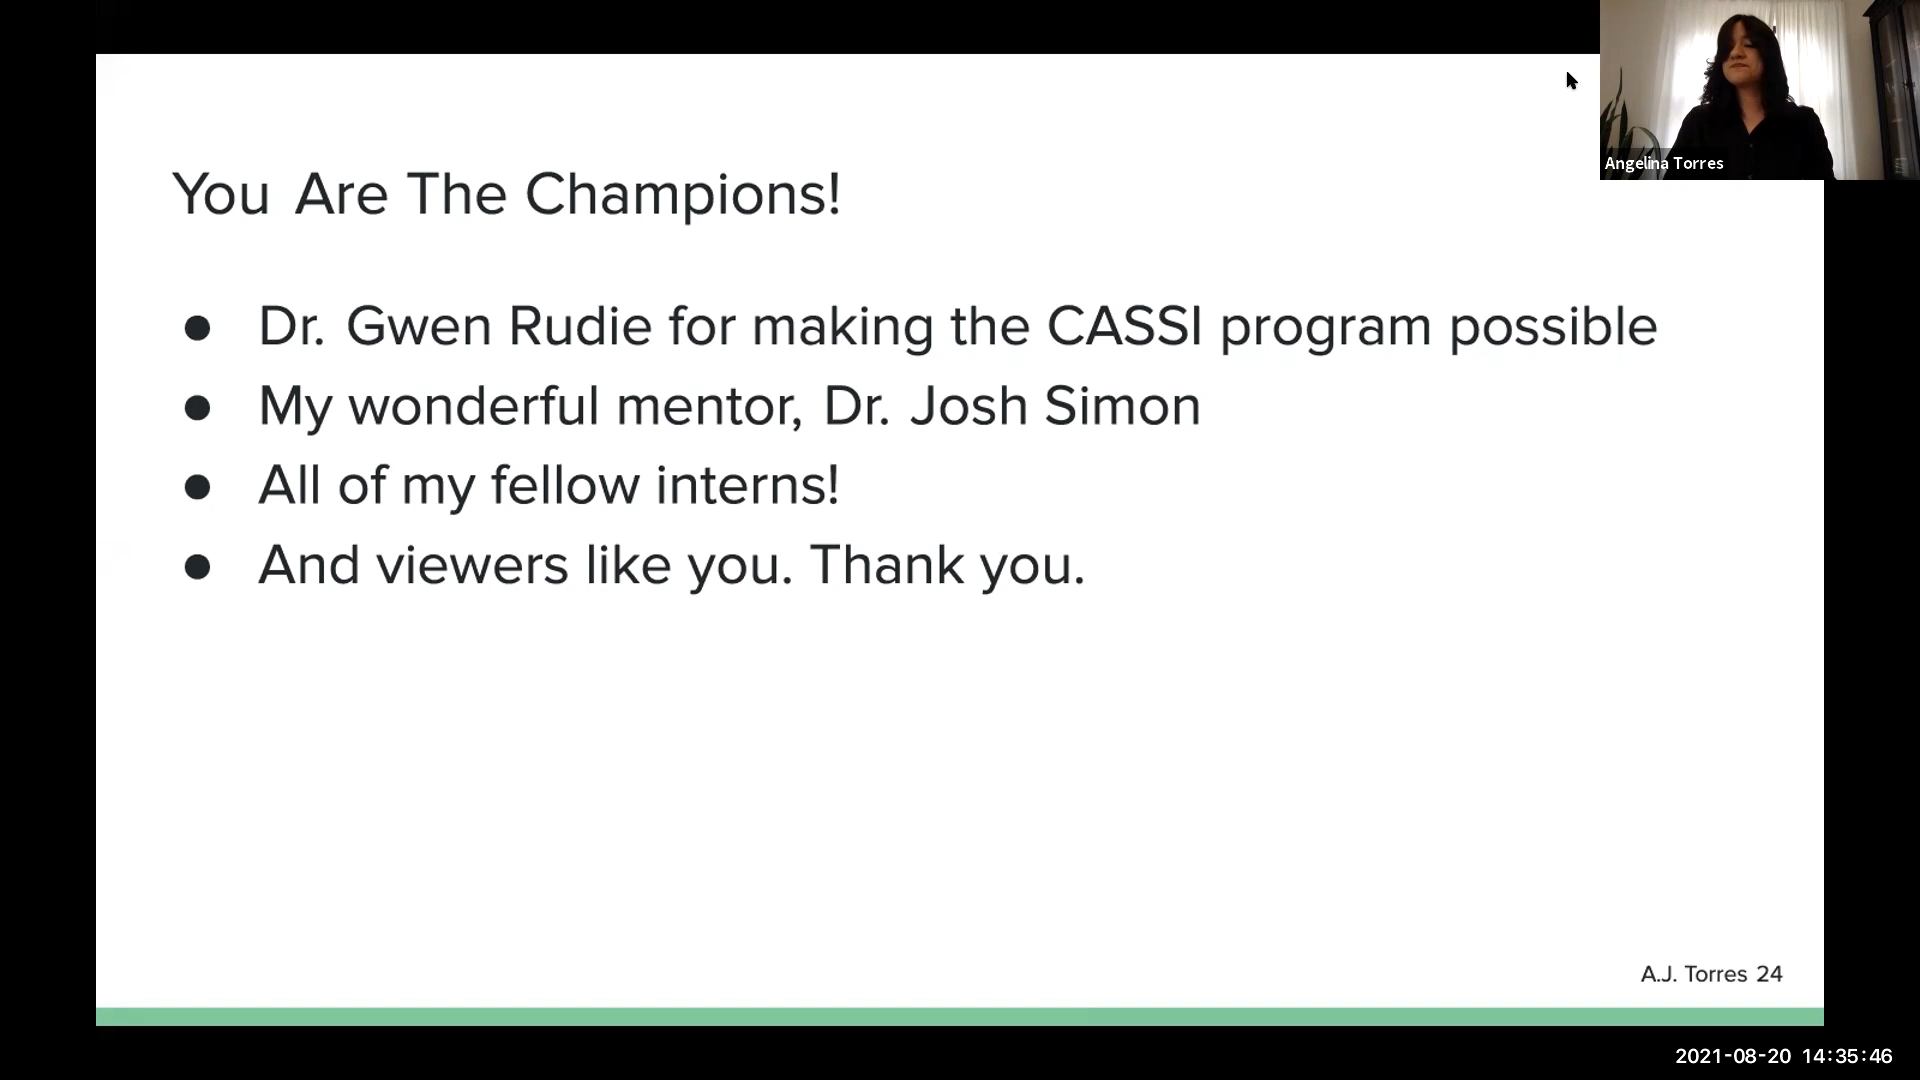 Angelina Torres
You Are The Champions!
● Dr. Gwen Rudie for making the CASSI program possible
● My wonderful mentor, Dr. Josh Simon
● All of my fellow interns!
● And viewers like you. Thank you.
A.J. Torres 24
2021-08-20 14:35:46